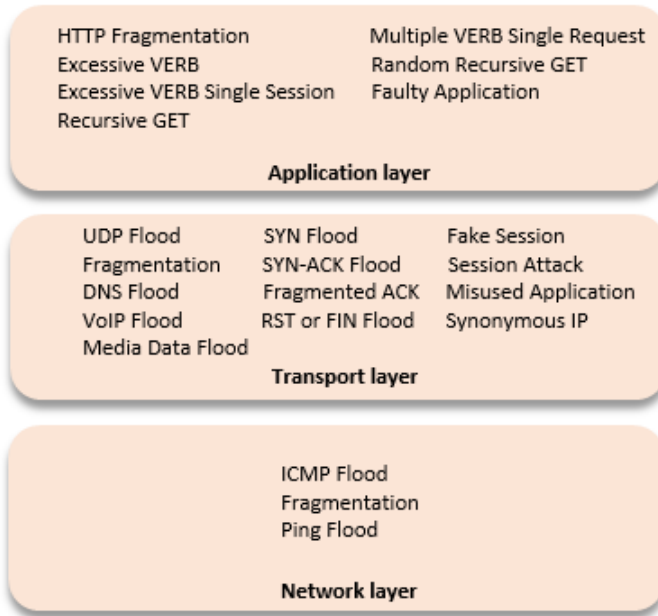 HTTP Fragmentation
Excessive VERB
Excessive VERB Single Session
Recursive GET
Multiple VERB Single Request
Random Recursive GET
Faulty Application
Application layer
UDP Flood
Fragmentation
DNS Flood
VoIP Flood
Media Data Flood
SYN Flood
SYN-ACK Flood
Fragmented ACK
RST or FIN Flood
Fake Session
Session Attack
Misused Application
Synonymous IP
Transport layer
ICMP Flood
Fragmentation
Ping Flood
Network layer